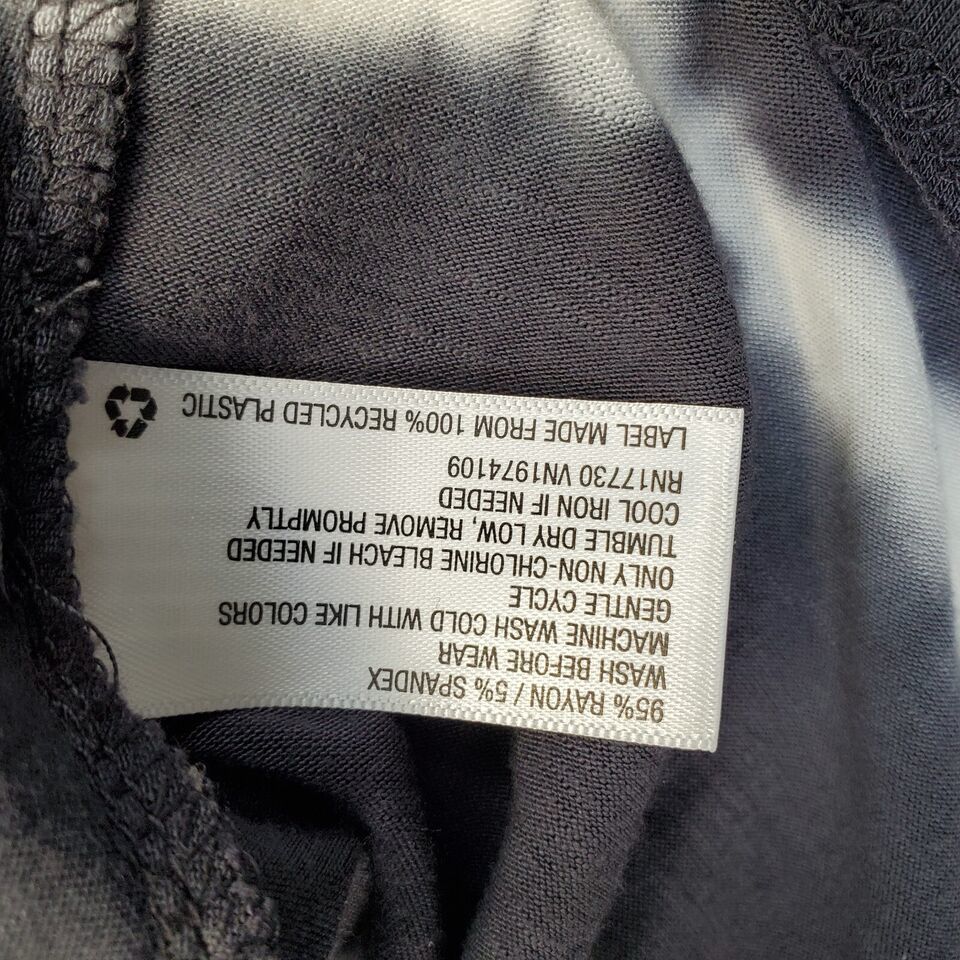 95% RAYON / 5% SPANDEX
WASH BEFORE WEAR
MACHINE WASH COLD WITH LIKE COLORS
GENTLE CYCLE
ONLY NON-CHLORINE BLEACH IF NEEDED
TUMBLE DRY LOW, REMOVE PROMPTLY
COOL IRON IF NEEDED
RN17730 VN1974109
LABEL MADE FROM 100% RECYCLED PLASTIC